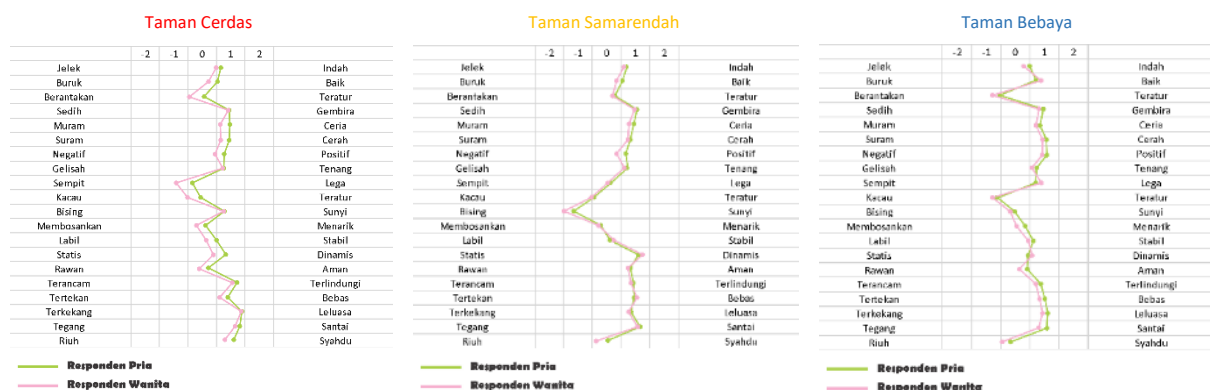 Taman Cerdas
-2 -1 0 1 2
Jelek Indah
Buruk Baik
Berantakan Teratur
Sedih Gembira
Muram Ceria
Suram Cerah
Negatif Positif
Gelisah Tenang
Sempit Lega
Kacau Teratur
Bising Sunyi
Membosankan Menarik
Labil Stabil
Statis Dinamis
Rawan Aman
Terancam Terlindungi
Tertekan Bebas
Terkekang Leluasa
Tegang Santai
Riuh Syahdu
Responden Pria
Responden Wanita
Taman Samarendah
-2 -1 0 1 2
Jelek Indah
Buruk Baik
Berantakan Teratur
Sedih Gembira
Muram Ceria
Suram Cerah
Negatif Positif
Gelisah Tenang
Sempit Lega
Kacau Teratur
Bising Sunyi
Membosankan Menarik
Labil Stabil
Statis Dinamis
Rawan Aman
Terancam Terlindungi
Tertekan Bebas
Terkekang Leluasa
Tegang Santai
Riuh Syahdu
Responden Pria
Responden Wanita
Taman Bebaya
-2 -1 0 1 2
Jelek Indah
Buruk Baik
Berantakan Teratur
Sedih Gembira
Muram Ceria
Suram Cerah
Negatif Positif
Gelisah Tenang
Sempit Lega
Kacau Teratur
Bising Sunyi
Membosankan Menarik
Labil Stabil
Statis Dinamis
Rawan Aman
Terancam Terlindungi
Tertekan Bebas
Terkekang Leluasa
Tegang Santai
Riuh Syahdu
Responden Pria
Responden Wanita